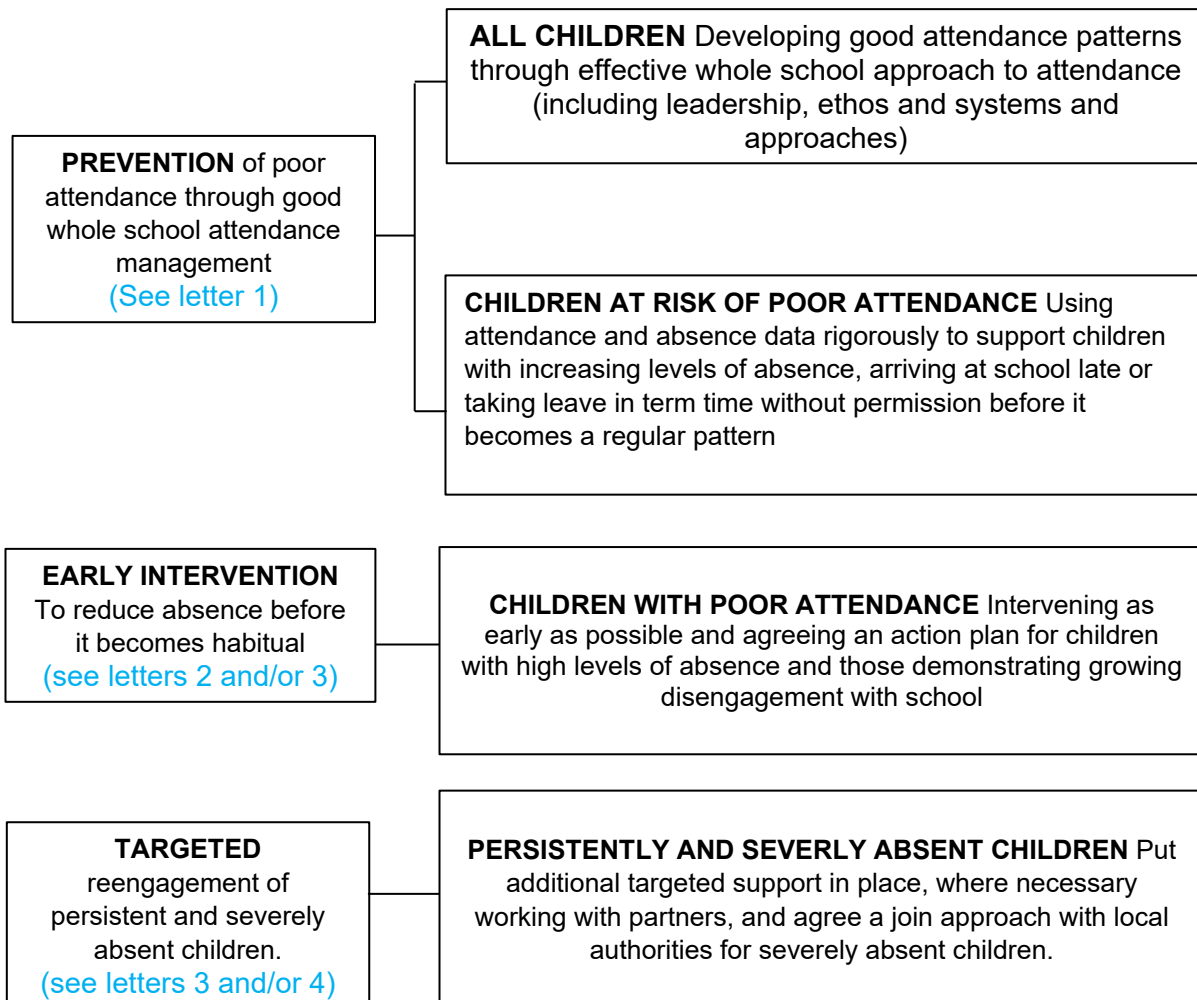 ALL CHILDREN Developing good attendance patterns
through effective whole school approach to attendance
(including leadership, ethos and systems and
approaches)
PREVENTION of poor
attendance through good
whole school attendance
management
(See letter 1)
CHILDREN AT RISK OF POOR ATTENDANCE Using
attendance and absence data rigorously to support children
with increasing levels of absence, arriving at school late or
taking leave in term time without permission before it
becomes a regular pattern
EARLY INTERVENTION
To reduce absence before
it becomes habitual
(see letters 2 and/or 3)
CHILDREN WITH POOR ATTENDANCE Intervening as
early as possible and agreeing an action plan for children
with high levels of absence and those demonstrating growing
disengagement with school
TARGETED
reengagement of
persistent and severely
absent children.
(see letters 3 and/or 4)
PERSISTENTLY AND SEVERLY ABSENT CHILDREN Put
additional targeted support in place, where necessary
working with partners, and agree a join approach with local
authorities for severely absent children.